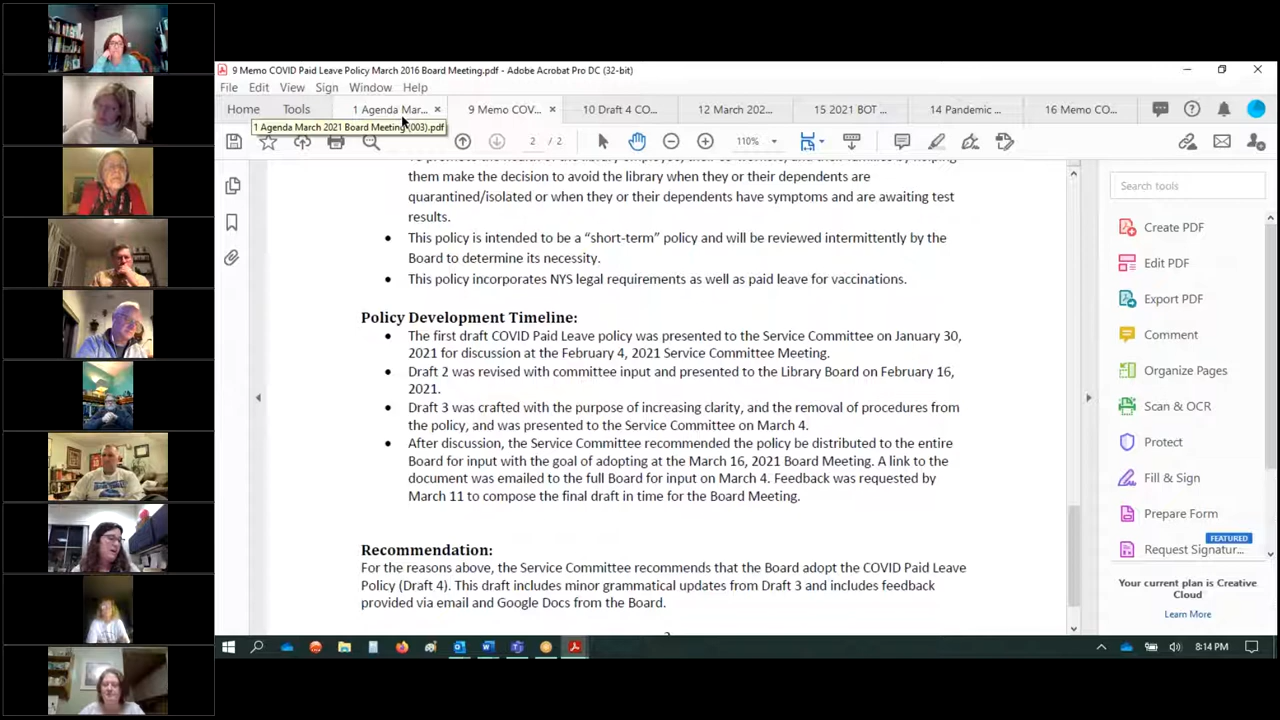 9 Memo COVID Paid Leave Policy March 2016 Board Meeting.pdf - Adobe Acrobat Pro DC (32-bit)
File Edit View Window Help
Home Tools 1 Agenda Mar... 9 Memo COV... 10 Draft 4 CO... 12 March 202... 15 2021 BOT ... 14 Pandemic ... 16 Memo CO...
1 Agenda March 2021 Board Meeting (003).pdf
2 / 2 110%
them make the decision to avoid the library when they or their dependents are
quarantined/isolated or when they or their dependents have symptoms and are awaiting test
results.
• This policy is intended to be a “short-term” policy and will be reviewed intermittently by the
Board to determine its necessity.
• This policy incorporates NYS legal requirements as well as paid leave for vaccinations.
Policy Development Timeline:
• The first draft COVID Paid Leave policy was presented to the Service Committee on January 30,
2021 for discussion at the February 4, 2021 Service Committee Meeting.
• Draft 2 was revised with committee input and presented to the Library Board on February 16,
2021.
• Draft 3 was crafted with the purpose of increasing clarity, and the removal of procedures from
the policy, and was presented to the Service Committee on March 4.
• After discussion, the Service Committee recommended the policy be distributed to the entire
Board for input with the goal of adopting at the March 16, 2021 Board Meeting. A link to the
document was emailed to the full Board for input on March 4. Feedback was requested by
March 11 to compose the final draft in time for the Board Meeting.
Recommendation:
For the reasons above, the Service Committee recommends that the Board adopt the COVID Paid Leave
Policy (Draft 4). This draft includes minor grammatical updates from Draft 3 and includes feedback
provided via email and Google Docs from the Board.
Search tools
Create PDF
Edit PDF
Export PDF
Comment
Organize Pages
Scan & OCR
Protect
Fill & Sign
Prepare Form
FEATURED
Request Signatur...
Your current plan is Creative
Cloud
Learn More
8:14 PM